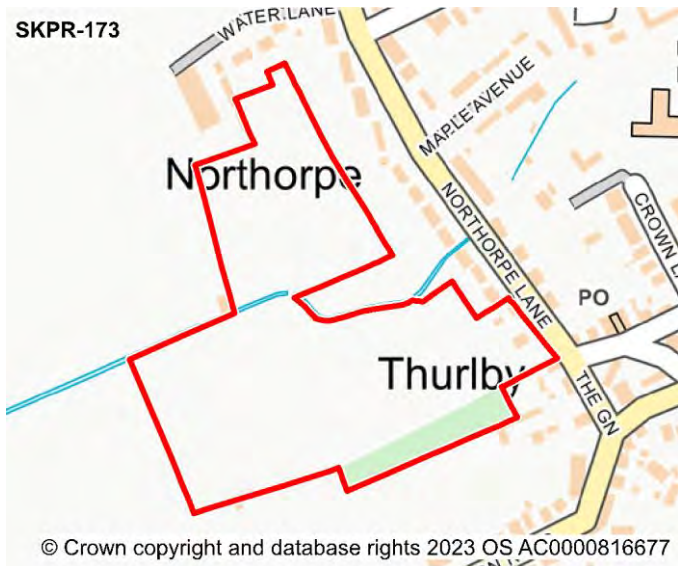 SKPR-173
WATER LANE
MAPLE AVENUE
Northorpe
NORTHORPE LANE
CROWN L
PO
Thurlby
THE GN
© Crown copyright and database rights 2023 OS AC0000816677